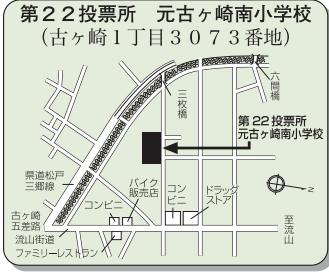 第２２投票所　元古ヶ崎南小学校
(古ヶ崎１丁目３０７３番地)
六間橋
三枚橋
第２２投票所
元古ヶ崎南小学校
県道松戸
三郷線
バイク
販売店
コンビニ
コン
ビニ
ドラッグ
ストア
古ヶ崎
五差路
流山街道
ファミリーレストラン
至流山